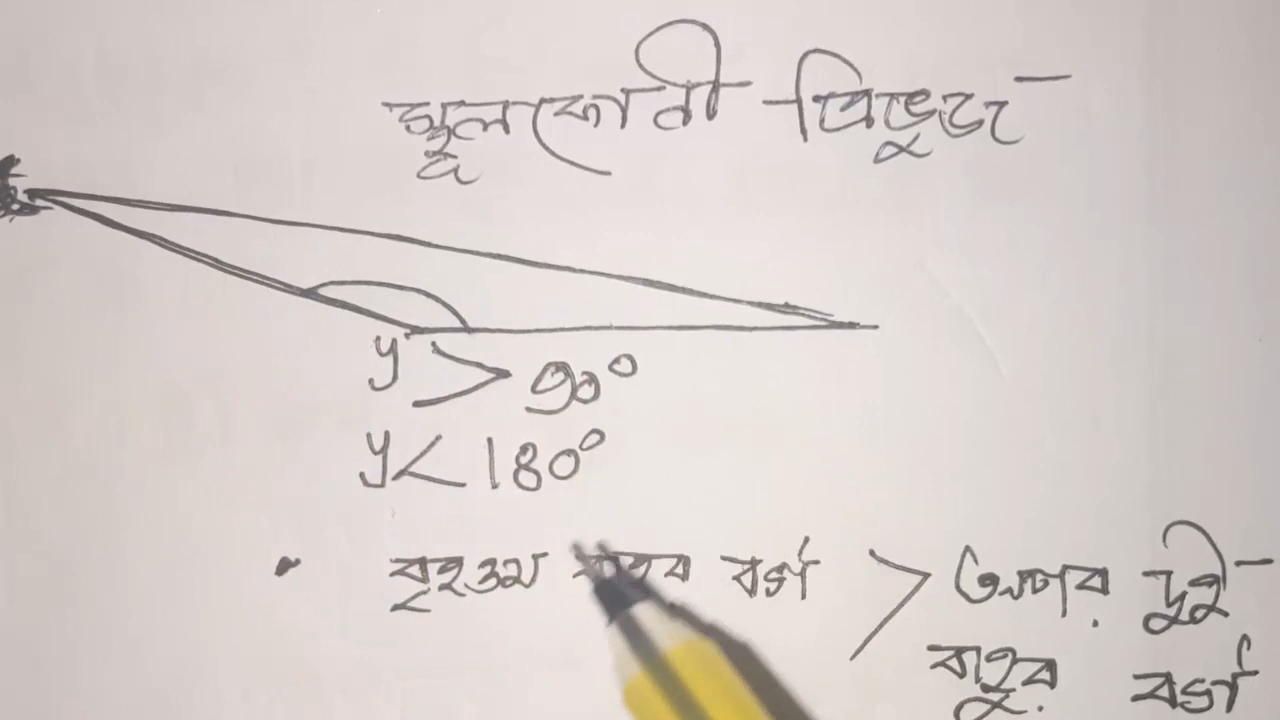 স্থূলকোনী ত্রিভুজ
y > 90°
y < 180°
• বৃহত্তম বাহুর বর্গ > অপর দুই
বাহুর বর্গ